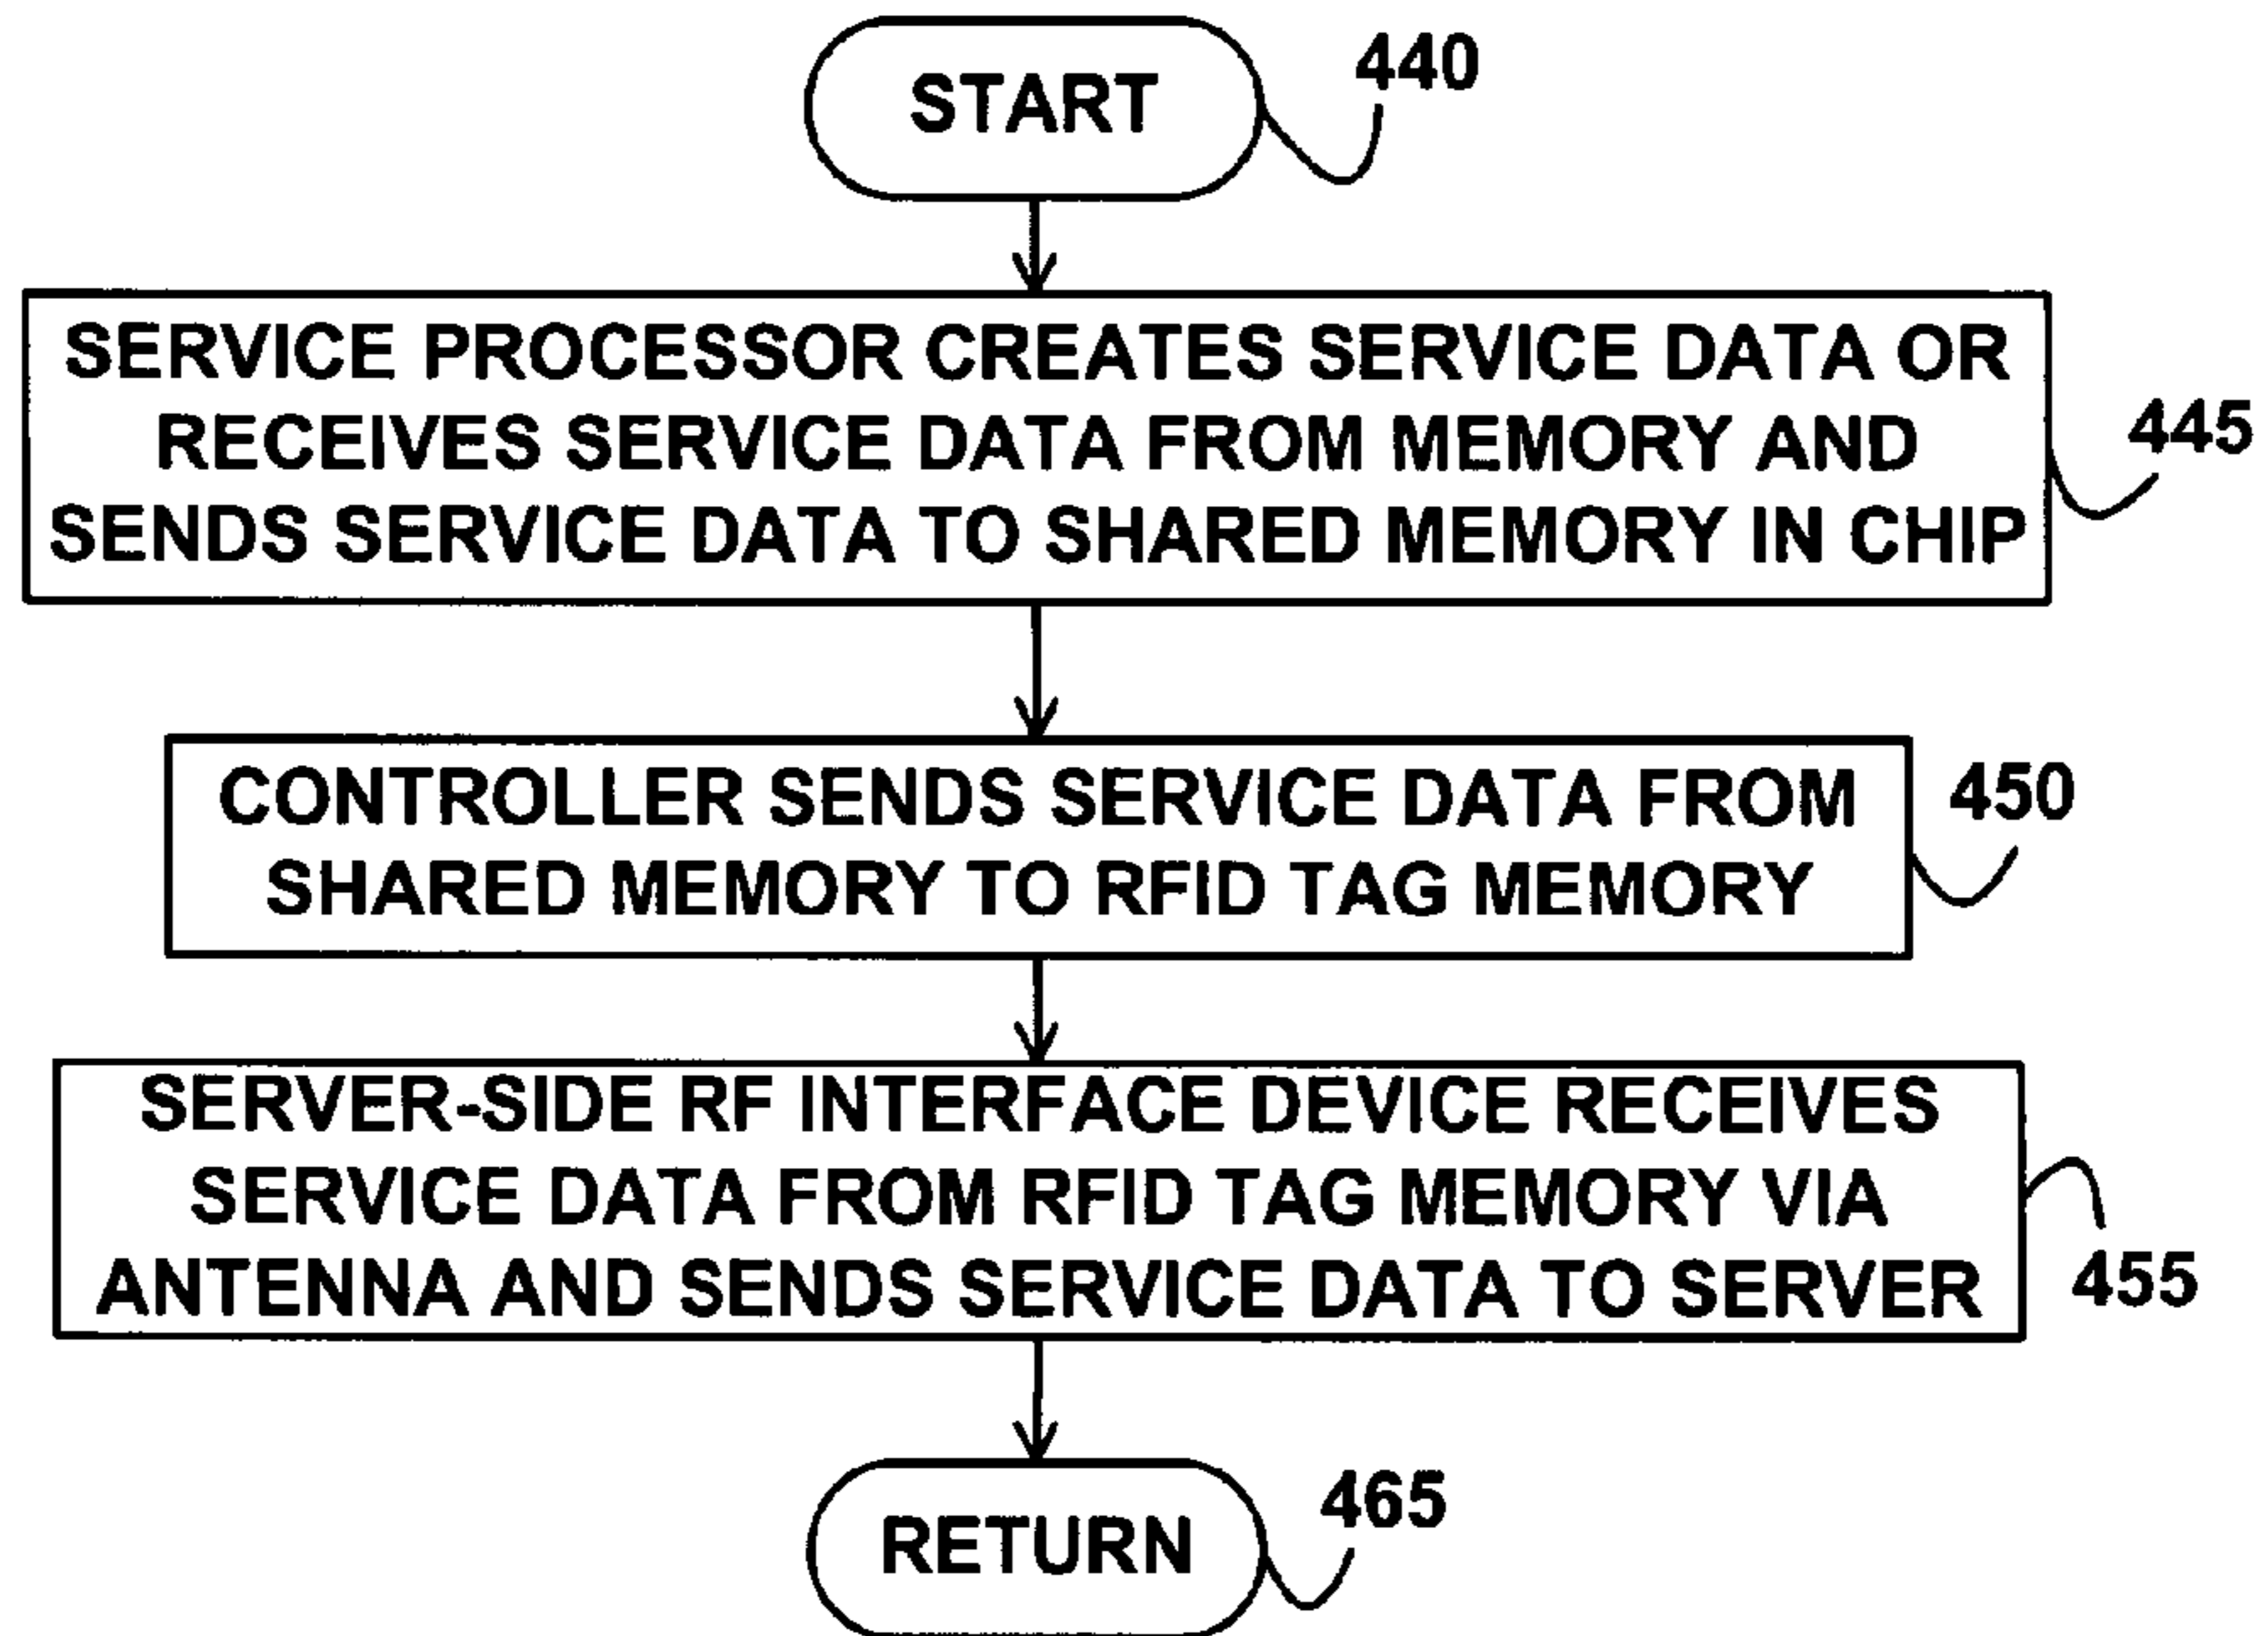 START
440
SERVICE PROCESSOR CREATES SERVICE DATA OR
RECEIVES SERVICE DATA FROM MEMORY AND
SENDS SERVICE DATA TO SHARED MEMORY IN CHIP
445
CONTROLLER SENDS SERVICE DATA FROM
SHARED MEMORY TO RFID TAG MEMORY
450
SERVER-SIDE RF INTERFACE DEVICE RECEIVES
SERVICE DATA FROM RFID TAG MEMORY VIA
ANTENNA AND SENDS SERVICE DATA TO SERVER
455
RETURN
465